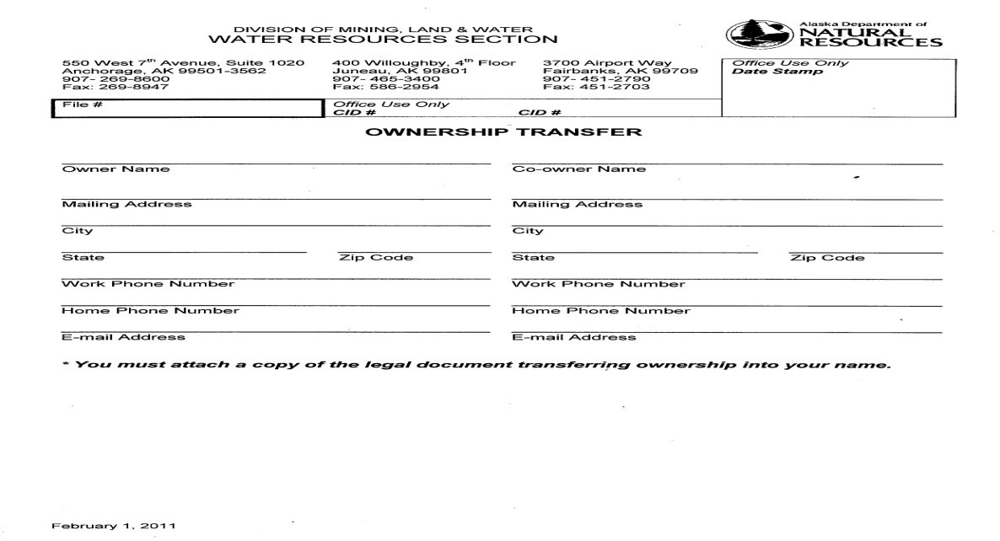 DIVISION OF MINING, LAND & WATER
WATER RESOURCES SECTION
Alaska Department of
NATURAL
RESOURCES
550 West 7th Avenue, Suite 1020
Anchorage, AK 99501-3562
907- 269-8600
Fax: 269-8947
400 Willoughby, 4th Floor
Juneau, AK 99801
907- 465-3400
Fax: 586-2954
3700 Airport Way
Fairbanks, AK 99709
907- 451-2790
Fax: 451-2703
Office Use Only
Date Stamp
File #
Office Use Only
CID # CID #
OWNERSHIP TRANSFER
Owner Name
Mailing Address
City
State Zip Code
Work Phone Number
Home Phone Number
E-mail Address
Co-owner Name
Mailing Address
City
State Zip Code
Work Phone Number
Home Phone Number
E-mail Address
* You must attach a copy of the legal document transferring ownership into your name.
February 1, 2011